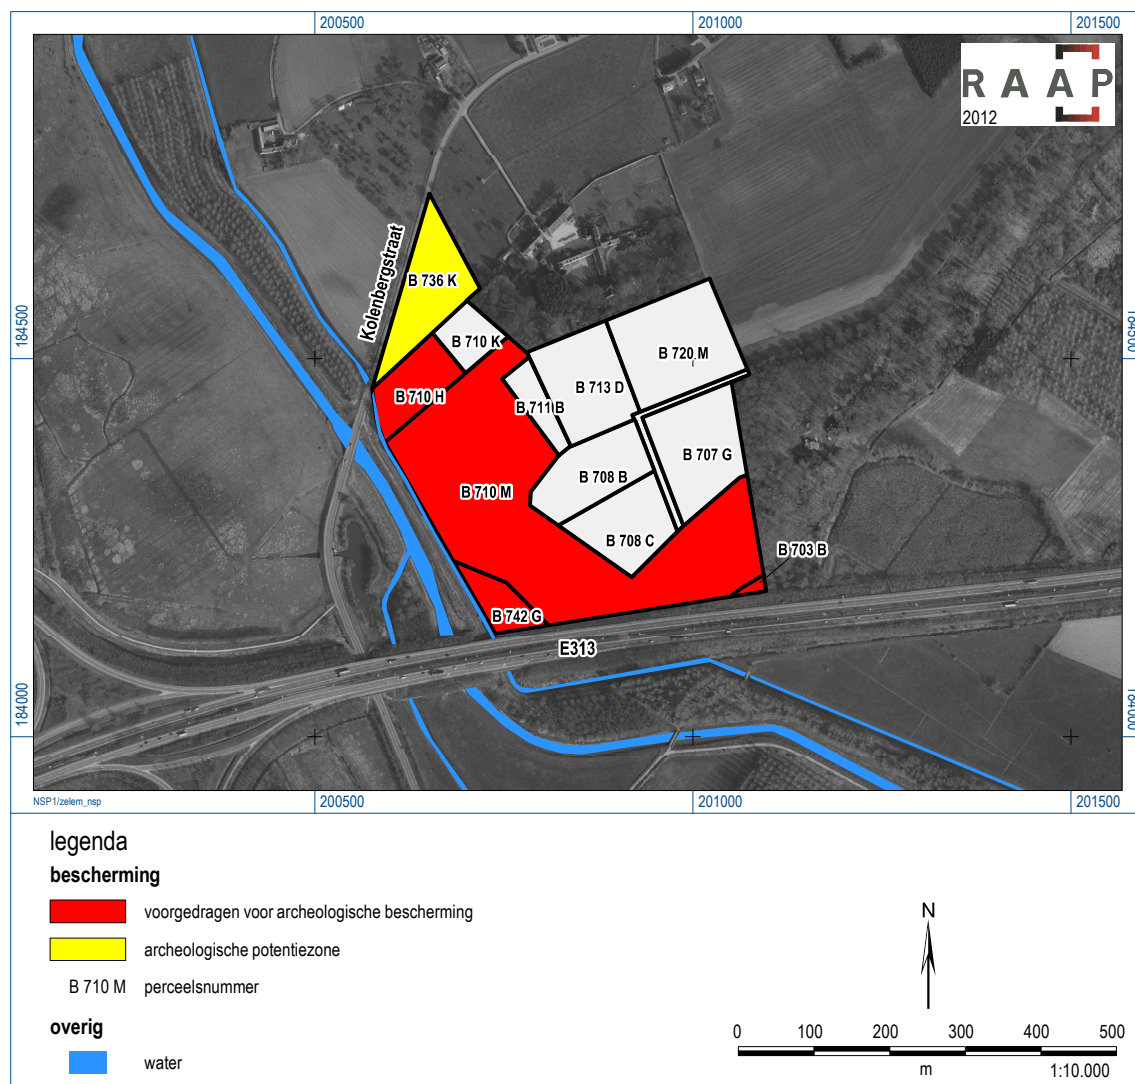 200500 201000 201500
RAAP
2012
Kolenbergstraat
B 736 K
184500 184500
B 710 K
B 720 M
B 713 D
B 710 H
B 711 B
B 707 G
B 708 B
B 710 M
B 708 C
B 703 B
B 742 G
E313
184000 184000
NSP1/zelem_nsp
200500 201000 201500
legenda
bescherming
voorgedragen voor archeologische bescherming
archeologische potentiezone
B 710 M perceelsnummer
overig
water
N
0 100 200 300 400 500
m 1:10.000